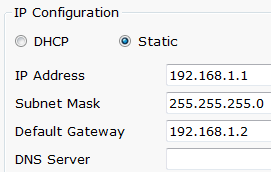 IP Configuration
DHCP Static
IP Address 192.168.1.1
Subnet Mask 255.255.255.0
Default Gateway 192.168.1.2
DNS Server